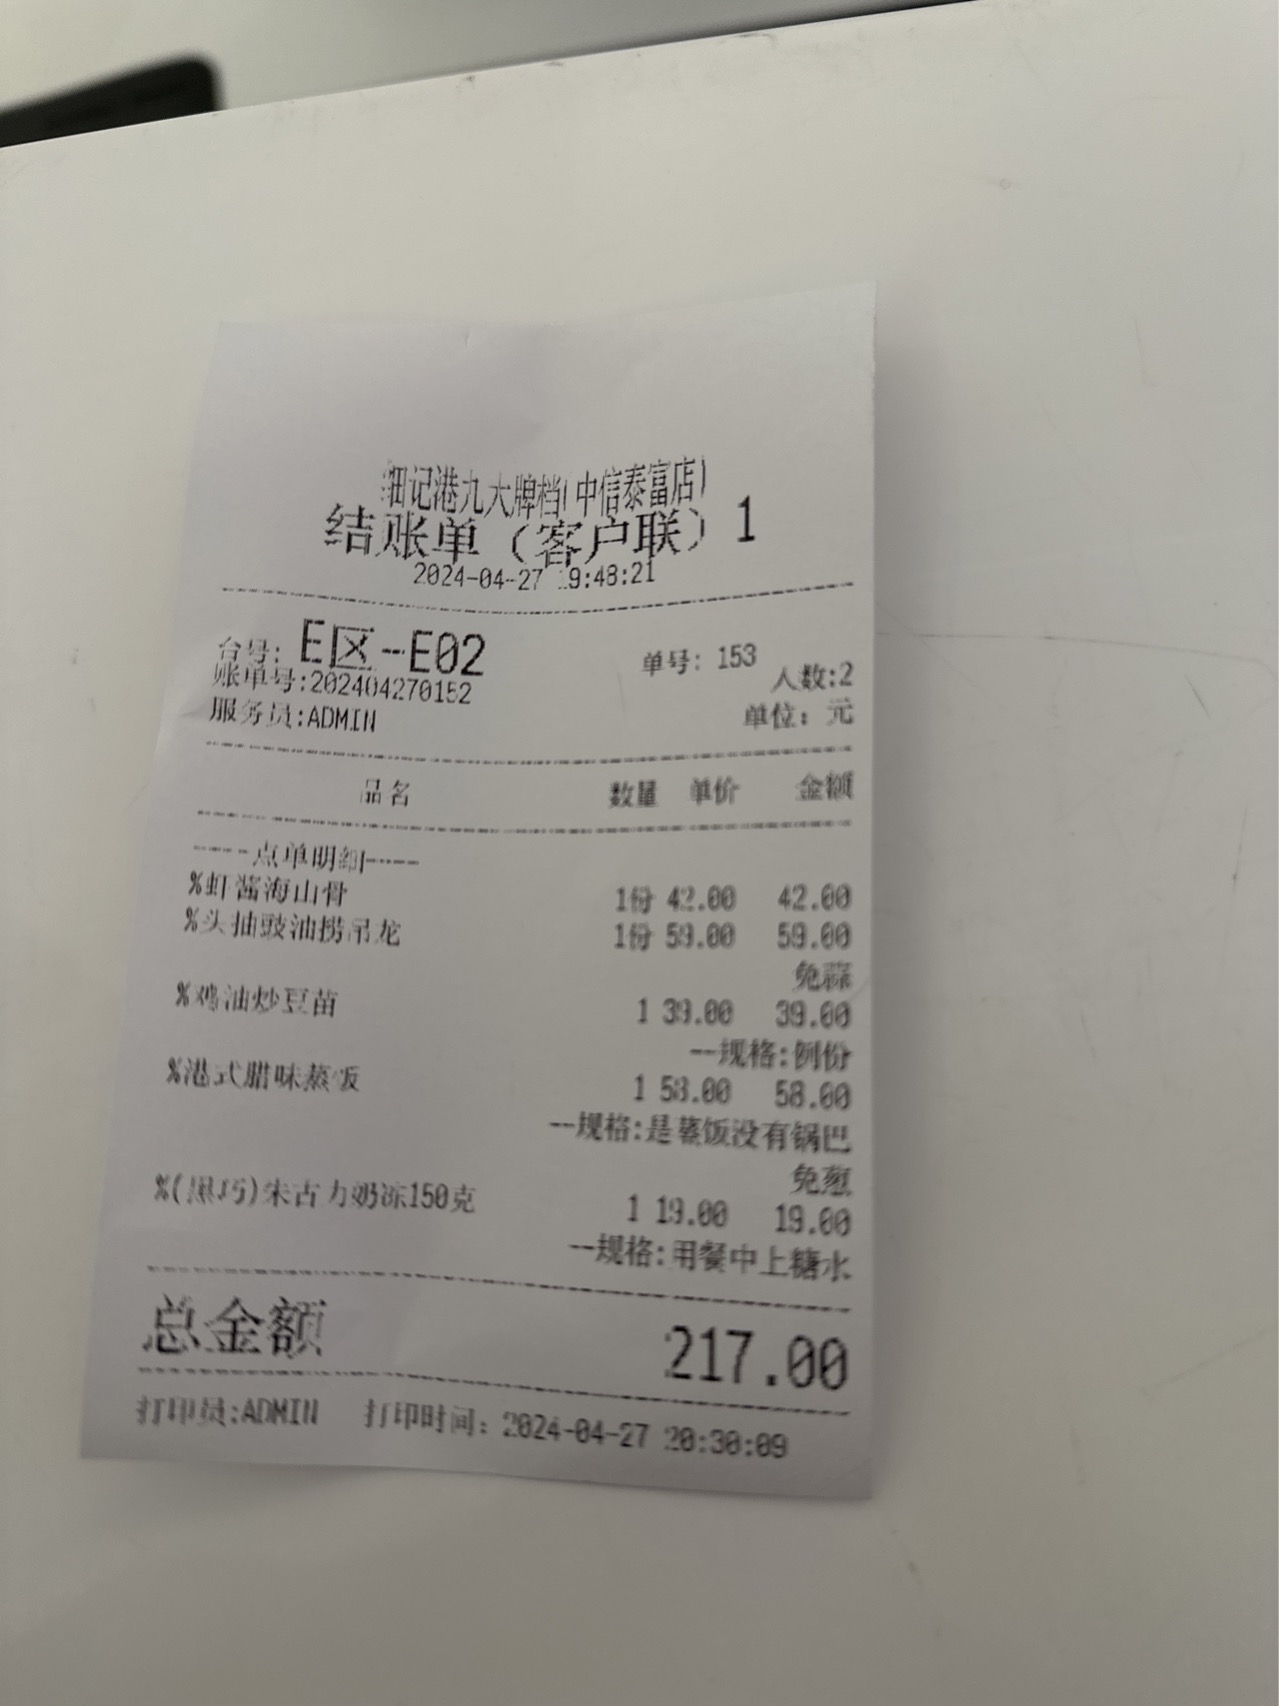 细记港九大牌档(中信泰富店)
结账单（客户联）1
2024-04-27 19:48:21
台号: E区-E02 单号: 153
账单号:202404270152 人数:2
服务员:ADMIN 单位: 元
品名 数量 单价 金额
----点单明细----
%虾酱海山骨 1份 42.00 42.00
%头抽豉油捞吊龙 1份 59.00 59.00
免蒜
%鸡油炒豆苗 1 39.00 39.00
--规格:例份
%港式腊味蒸饭 1 58.00 58.00
--规格:是蒸饭没有锅巴
免葱
%(黑巧)朱古力奶冻150克 1 19.00 19.00
--规格:用餐中上糖水
总金额 217.00
打印员:ADMIN 打印时间: 2024-04-27 20:30:09